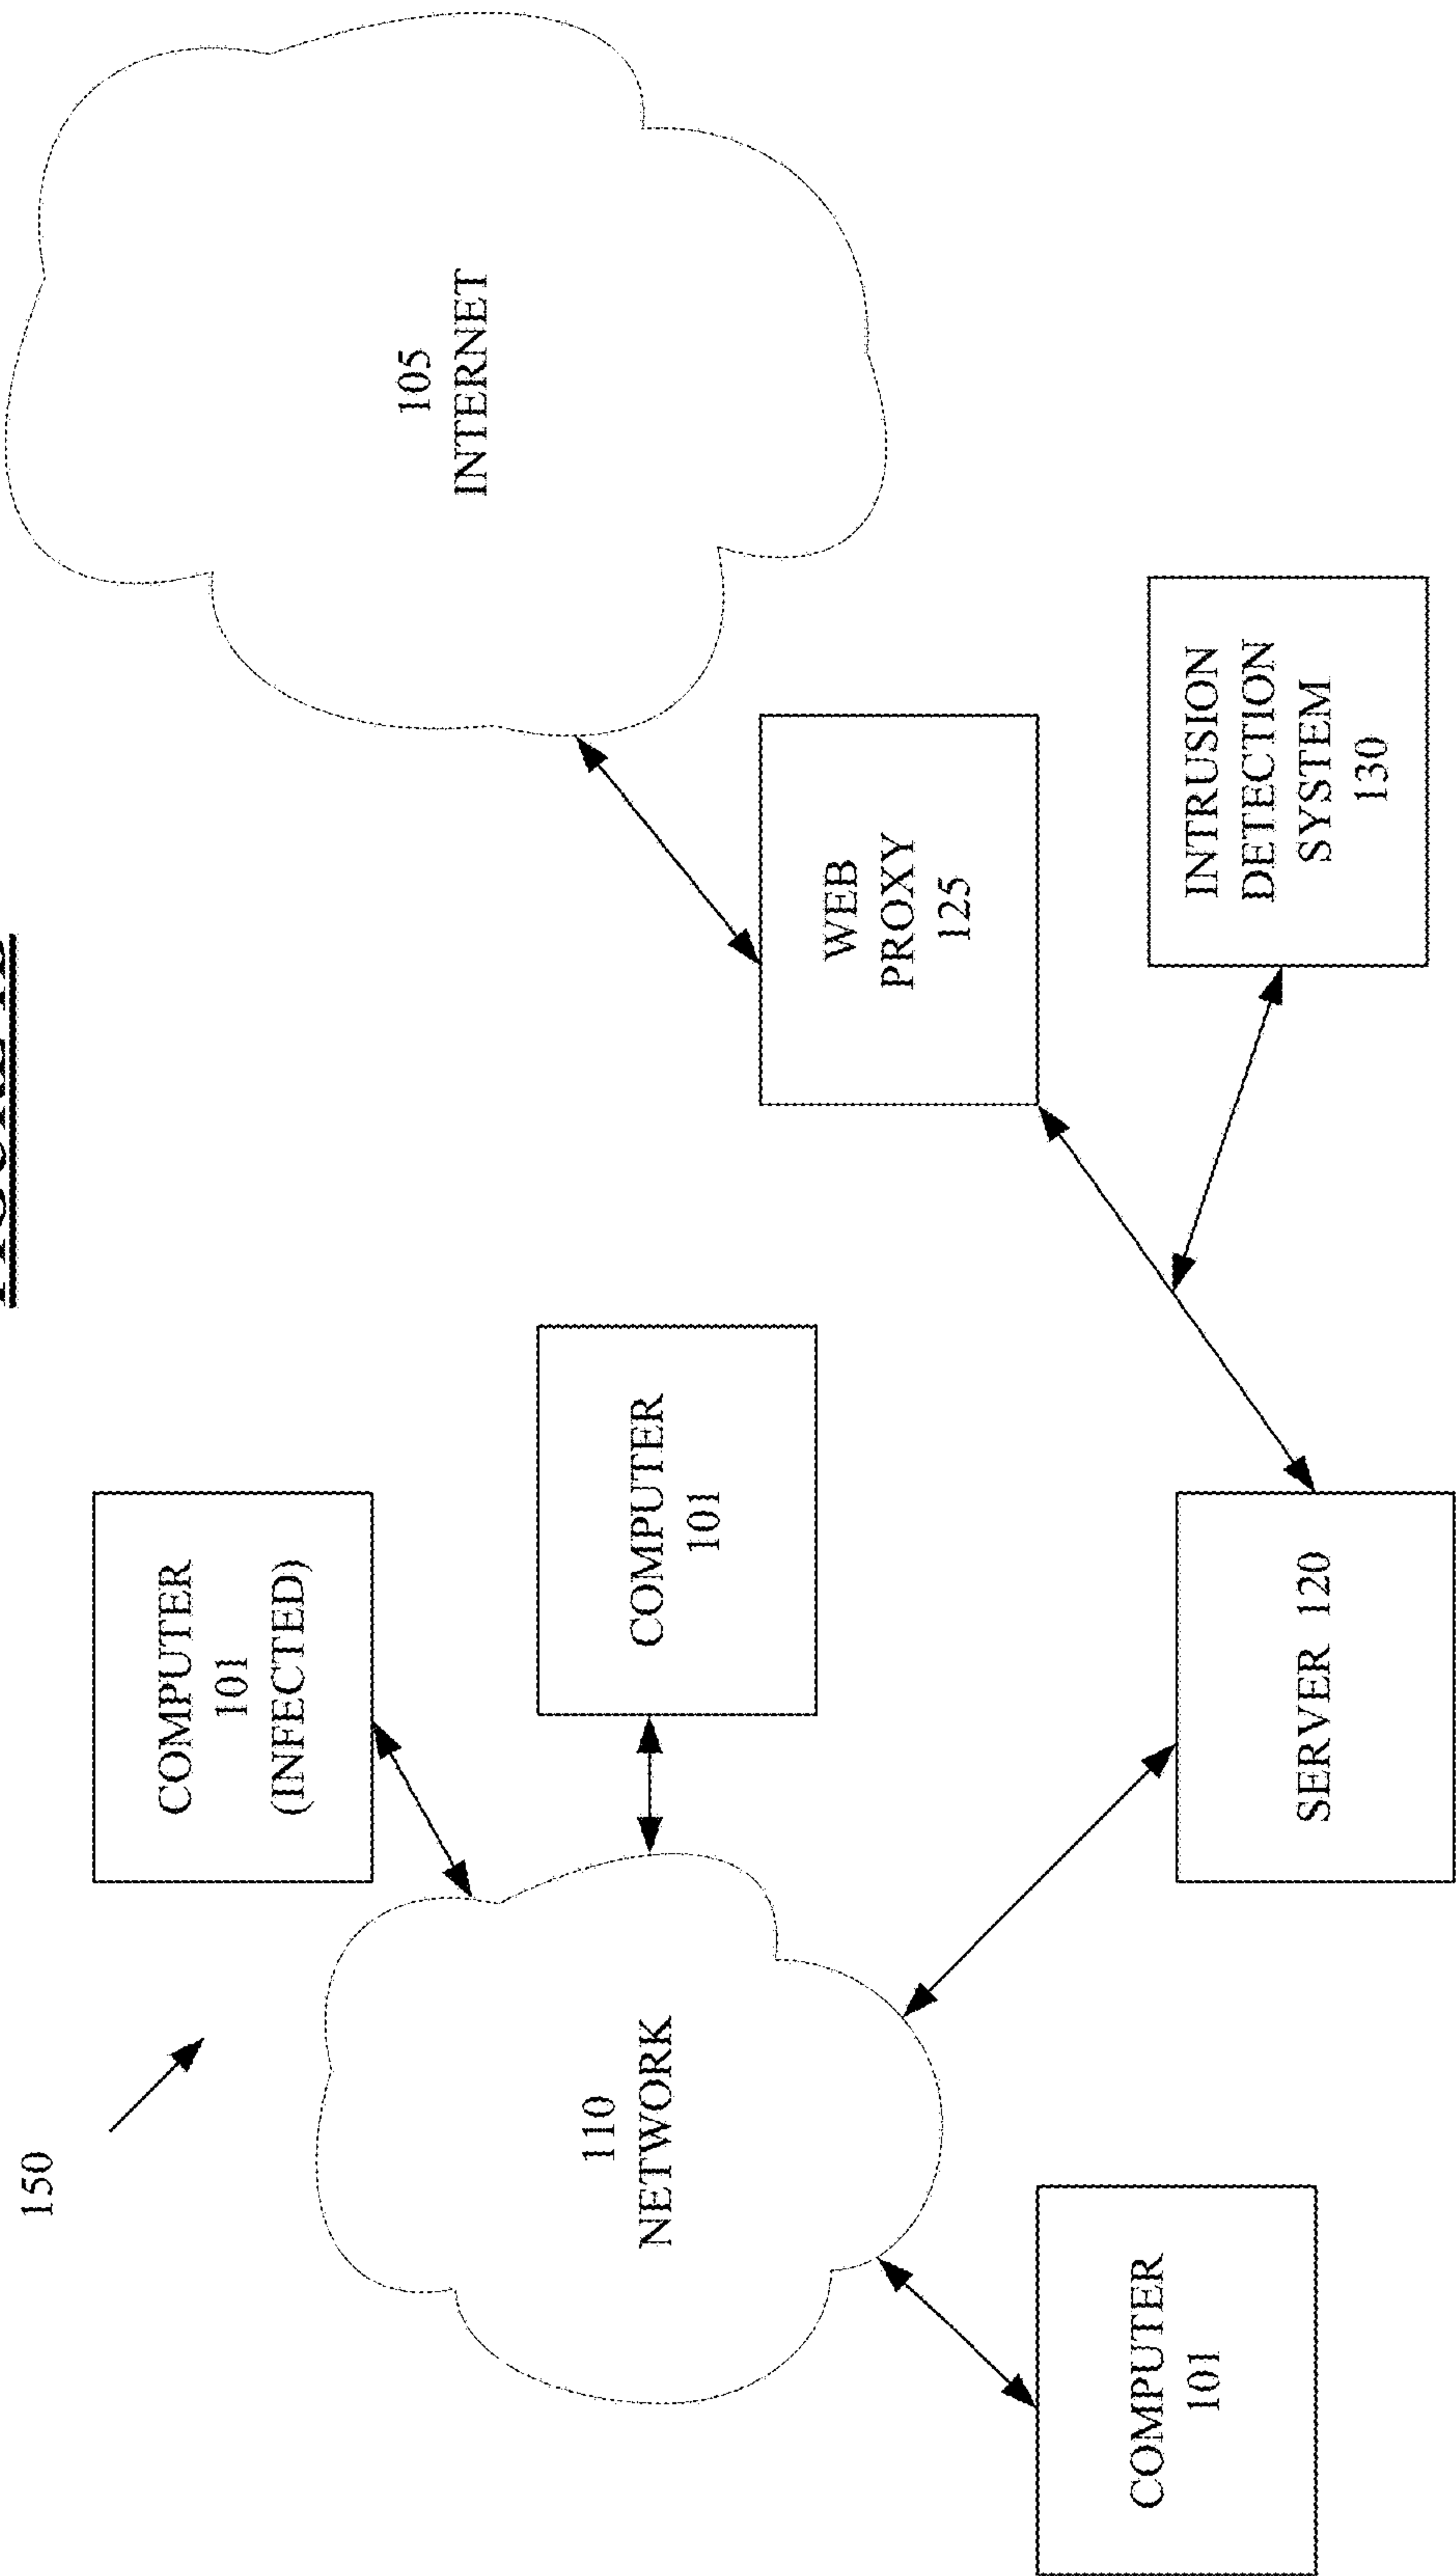 150
COMPUTER
101
(INFECTED)
105
INTERNET
COMPUTER
101
110
NETWORK
WEB
PROXY
125
COMPUTER
101
SERVER 120
INTRUSION
DETECTION
SYSTEM
130